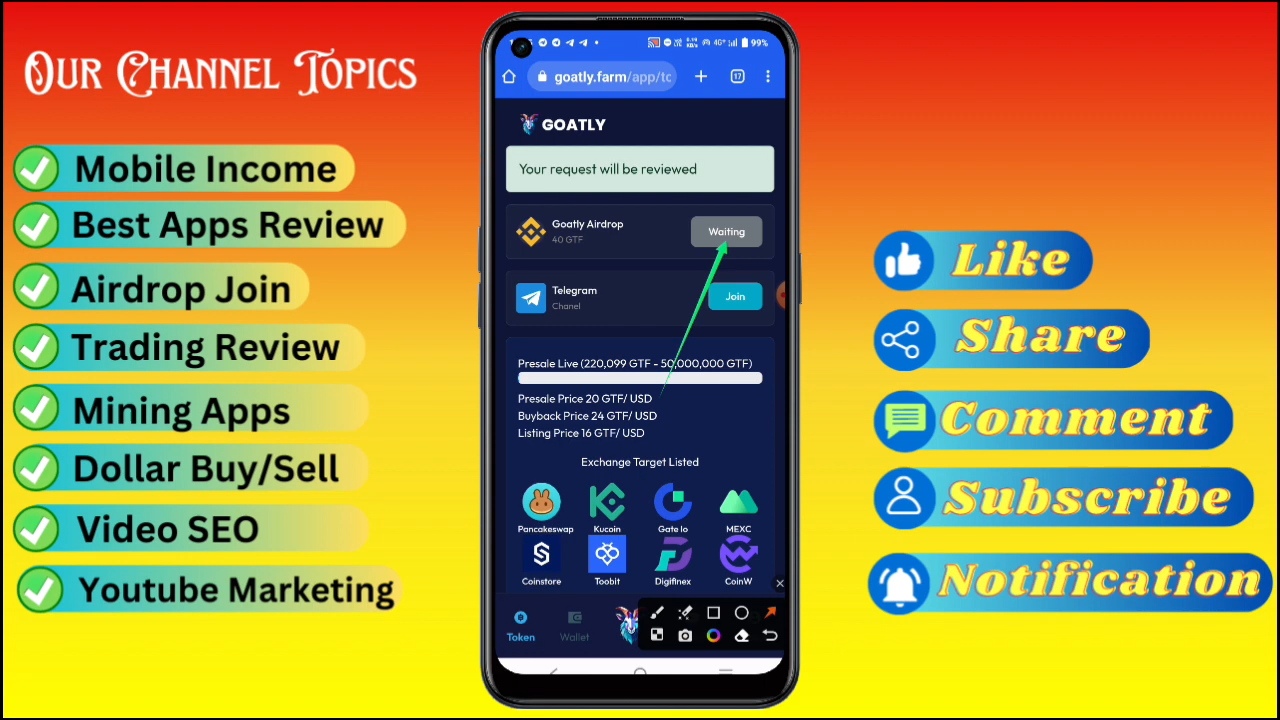 Our Channel Topics
Mobile Income
Best Apps Review
Airdrop Join
Trading Review
Mining Apps
Dollar Buy/Sell
Video SEO
Youtube Marketing
99%
goatly.farm/app/to
17
GOATLY
Your request will be reviewed
Goatly Airdrop
40 GTF
Waiting
Telegram
Chanel
Join
Presale Live (220,099 GTF - 50,000,000 GTF)
Presale Price 20 GTF/ USD
Buyback Price 24 GTF/ USD
Listing Price 16 GTF/ USD
Exchange Target Listed
Pancakeswap Kucoin Gate Io MEXC
Coinstore Toobit Digifinex CoinW
Token Wallet
Like
Share
Comment
Subscribe
Notification